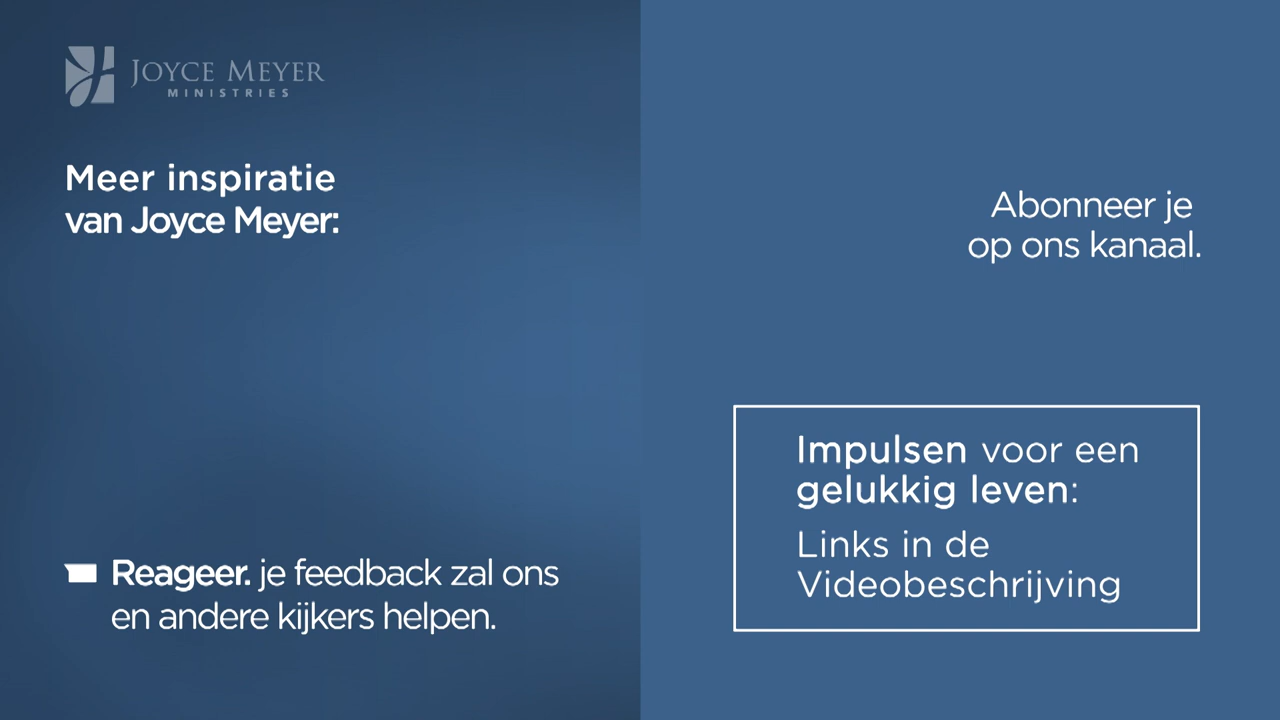 JOYCE MEYER
MINISTRIES
Meer inspiratie
van Joyce Meyer:
Abonneer je
op ons kanaal.
Impulsen voor een
gelukkig leven:
Links in de
Videobeschrijving
Reageer. je feedback zal ons
en andere kijkers helpen.